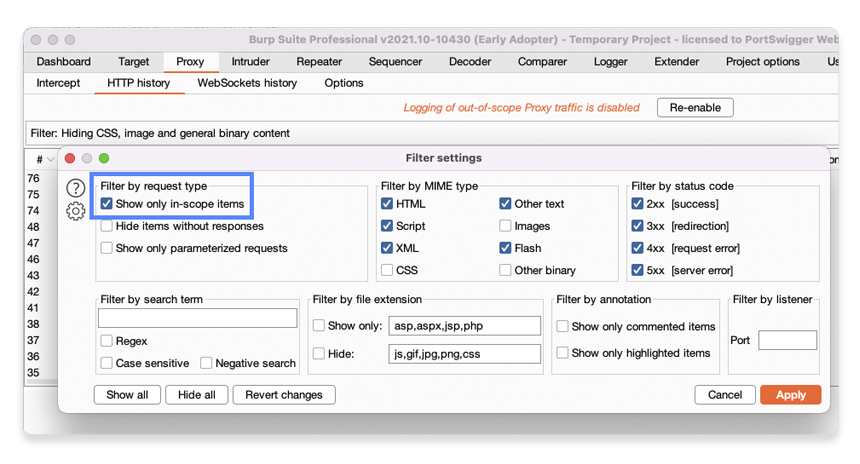 Burp Suite Professional v2021.10-10430 (Early Adopter) - Temporary Project - licensed to PortSwigger Web
Dashboard Target Proxy Intruder Repeater Sequencer Decoder Comparer Logger Extender Project options Us
Intercept HTTP history WebSockets history Options
Logging of out-of-scope Proxy traffic is disabled Re-enable
Filter: Hiding CSS, image and general binary content
#
Filter settings
76
75
74
48
47
46
43
42
41
38
37
36
35
?
Filter by request type
Show only in-scope items
Hide items without responses
Show only parameterized requests
Filter by MIME type
HTML Other text
Script Images
XML Flash
CSS Other binary
Filter by status code
2xx [success]
3xx [redirection]
4xx [request error]
5xx [server error]
Filter by search term
Regex
Case sensitive Negative search
Filter by file extension
Show only: asp,aspx,jsp,php
Hide: js,gif,jpg,png,css
Filter by annotation
Show only commented items
Show only highlighted items
Filter by listener
Port
Show all Hide all Revert changes Cancel Apply